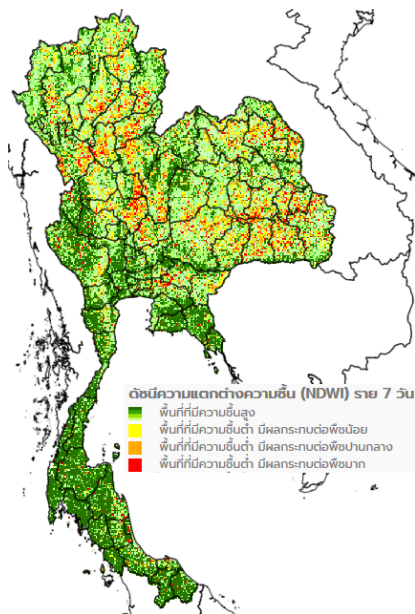 ดัชนีความแตกต่างความชื้น (NDWI) ราย 7 วัน
พื้นที่ที่มีความชื้นสูง
พื้นที่ที่มีความชื้นต่ำ มีผลกระทบต่อพืชน้อย
พื้นที่ที่มีความชื้นต่ำ มีผลกระทบต่อพืชปานกลาง
พื้นที่ที่มีความชื้นต่ำ มีผลกระทบต่อพืชมาก